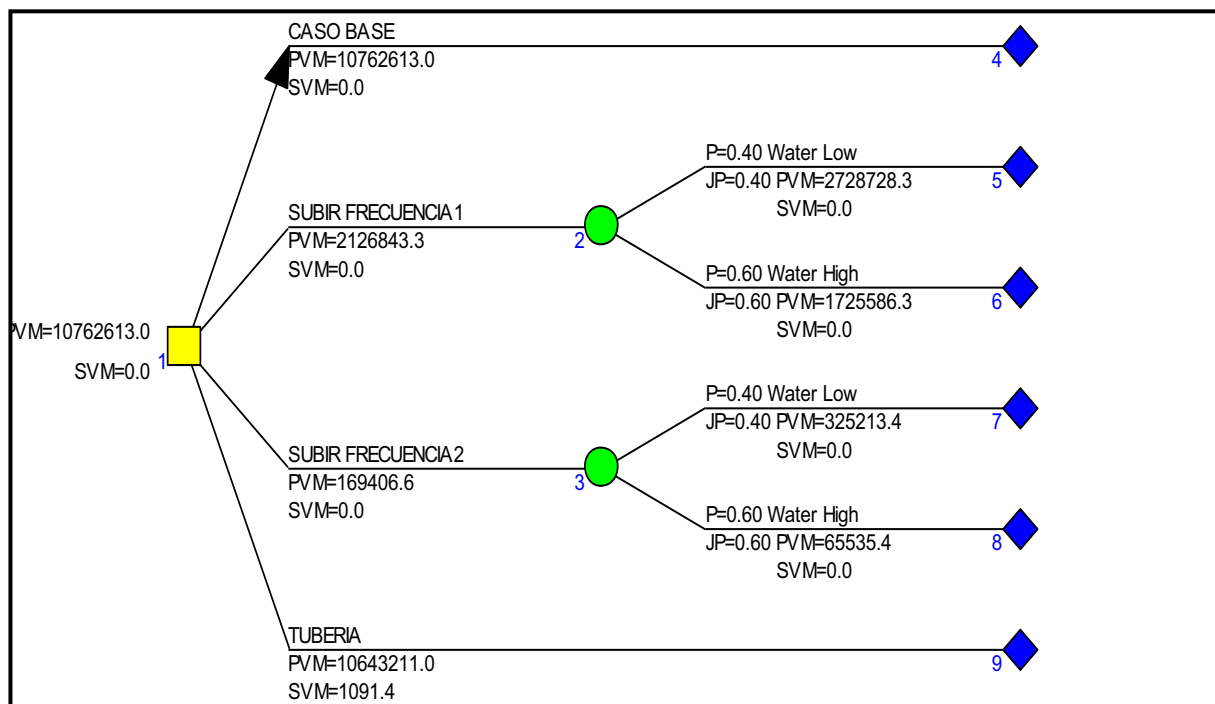 CASO BASE
PVM=10762613.0
SVM=0.0
4
P=0.40 Water Low
JP=0.40 PVM=2728728.3
SVM=0.0
5
SUBIR FRECUENCIA1
PVM=2126843.3
SVM=0.0
2
P=0.60 Water High
JP=0.60 PVM=1725586.3
SVM=0.0
6
PVM=10762613.0
SVM=0.0
1
P=0.40 Water Low
JP=0.40 PVM=325213.4
SVM=0.0
7
SUBIR FRECUENCIA2
PVM=169406.6
SVM=0.0
3
P=0.60 Water High
JP=0.60 PVM=65535.4
SVM=0.0
8
TUBERIA
PVM=10643211.0
SVM=1091.4
9